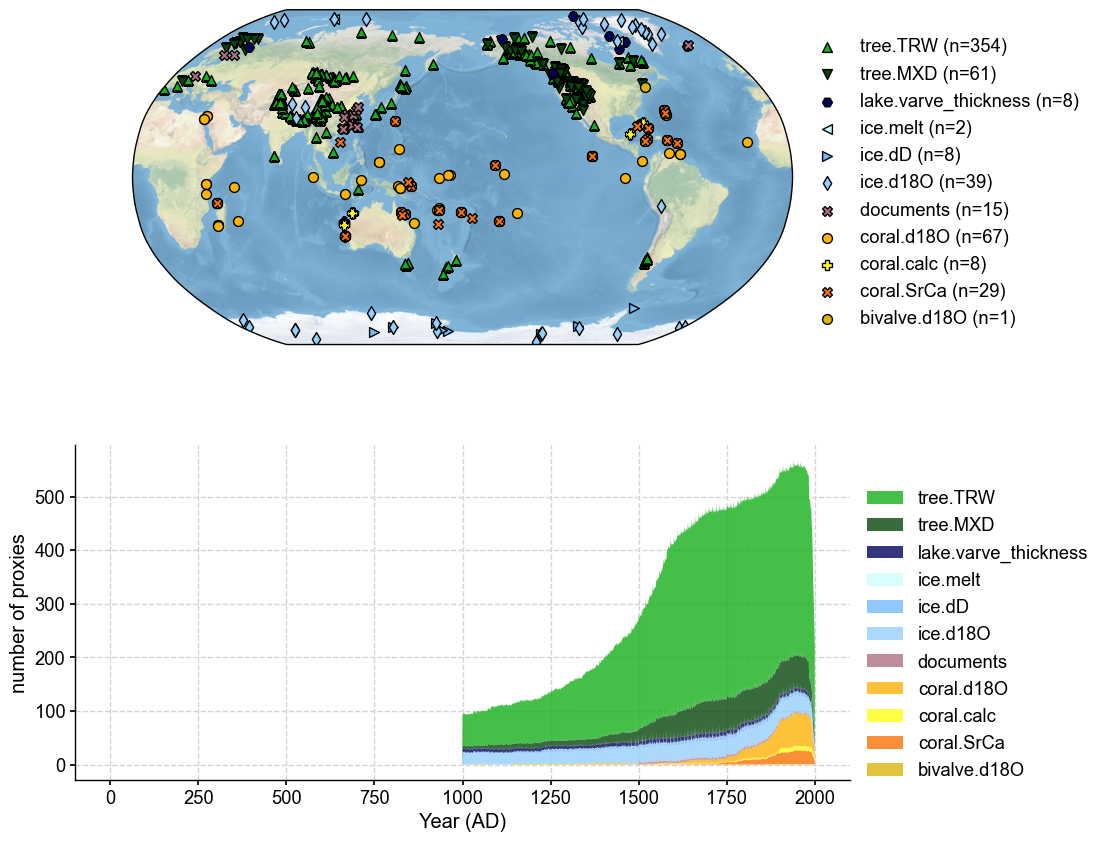 tree.TRW (n=354)
tree.MXD (n=61)
lake.varve_thickness (n=8)
ice.melt (n=2)
ice.dD (n=8)
ice.d18O (n=39)
documents (n=15)
coral.d18O (n=67)
coral.calc (n=8)
coral.SrCa (n=29)
bivalve.d18O (n=1)
500
400
300
200
100
0
number of proxies
0 250 500 750 1000 1250 1500 1750 2000
Year (AD)
tree.TRW
tree.MXD
lake.varve_thickness
ice.melt
ice.dD
ice.d18O
documents
coral.d18O
coral.calc
coral.SrCa
bivalve.d18O